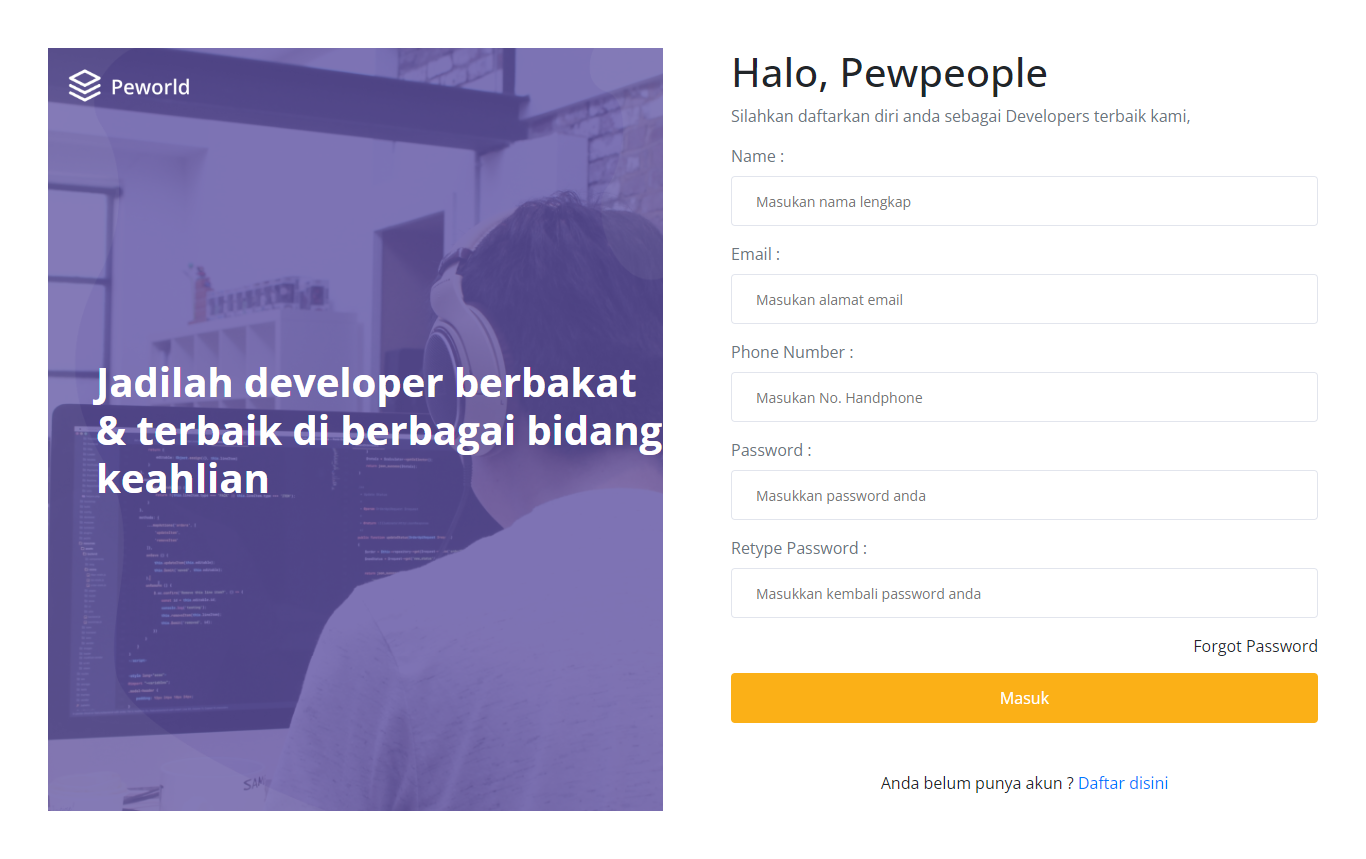 Peworld
Jadilah developer berbakat
& terbaik di berbagai bidang
keahlian
Halo, Pewpeople
Silahkan daftarkan diri anda sebagai Developers terbaik kami,
Name :
Masukan nama lengkap
Email :
Masukan alamat email
Phone Number :
Masukan No. Handphone
Password :
Masukkan password anda
Retype Password :
Masukkan kembali password anda
Forgot Password
Masuk
Anda belum punya akun ? Daftar disini